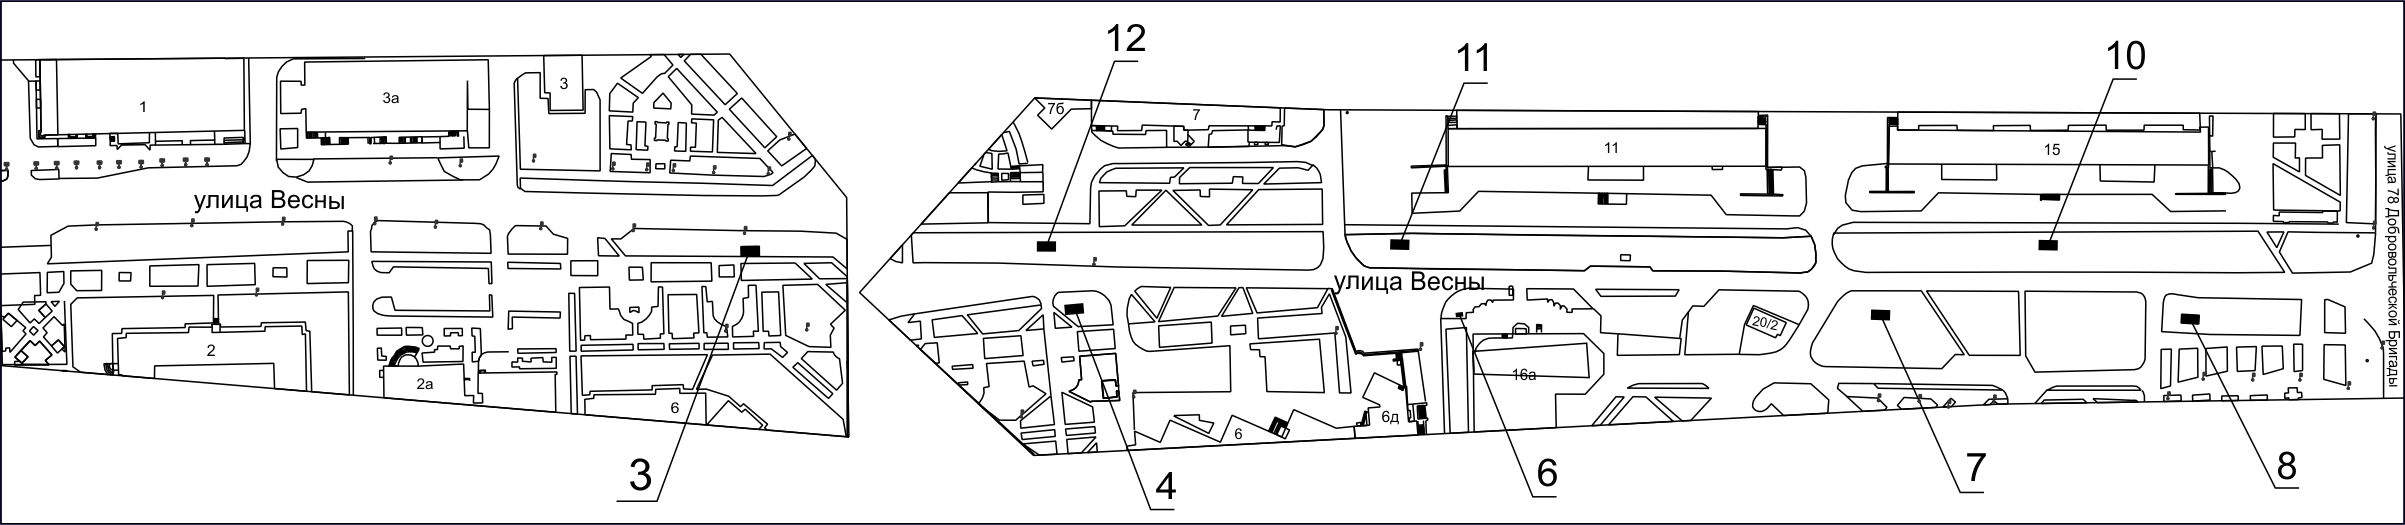 12
11
10
1
3а
3
7б
7
11
15
улица Весны
улица 78 Добровольческой Бригады
улица Весны
2
2а
6
20/2
16а
6д
6
3
4
6
7
8